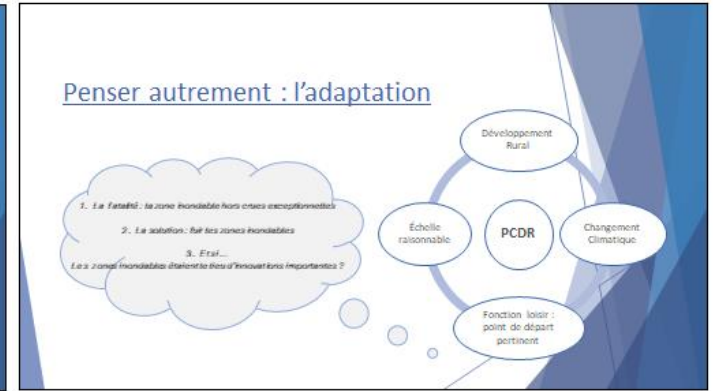 Penser autrement : l’adaptation
1. La fatalité : la zone inondable hors crues exceptionnelles
2. La solution : fuir les zones inondables
3. Et si...
Les zones inondables étaient le lieu d’innovations importantes ?
Développement
Rural
Échelle
raisonnable
PCDR
Changement
Climatique
Fonction loisir :
point de départ
pertinent